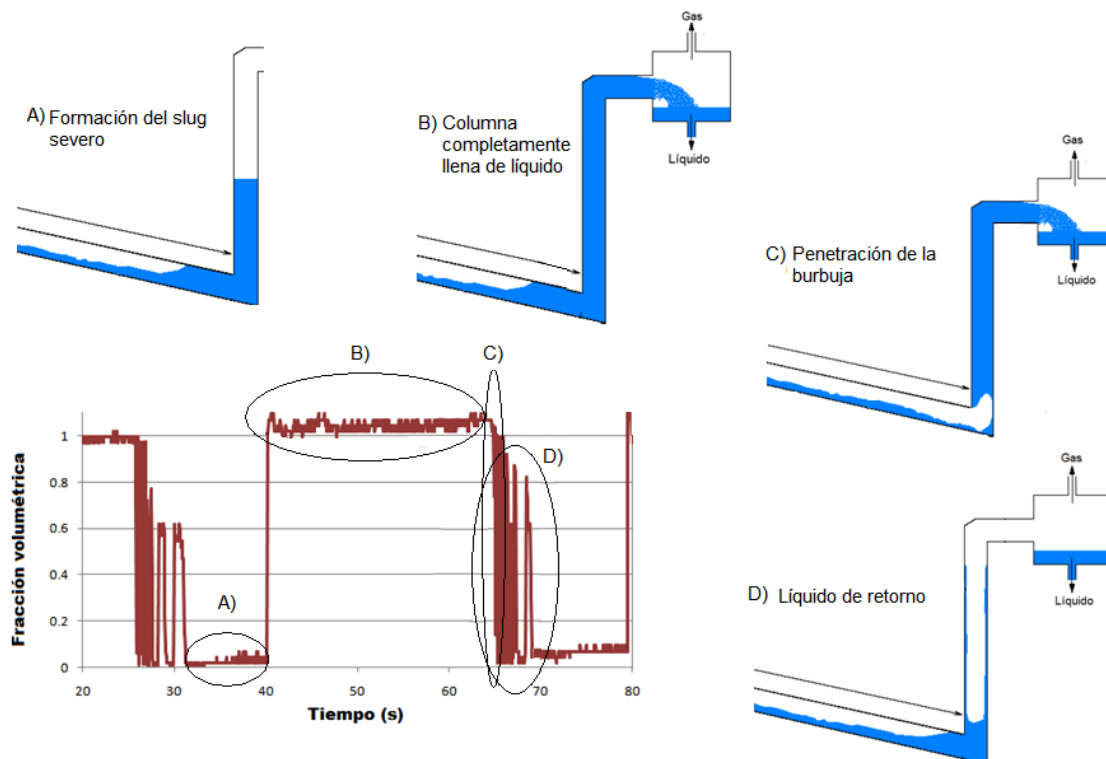 Gas
A) Formación del slug
severo
B) Columna
completamente
llena de líquido
Líquido
Gas
C) Penetración de la
burbuja
Líquido
B)
C)
D)
A)
Fracción volumétrica
1
0.8
0.6
0.4
0.2
0
20 30 40 50 60 70 80
Tiempo (s)
Gas
D) Líquido de retorno
Líquido